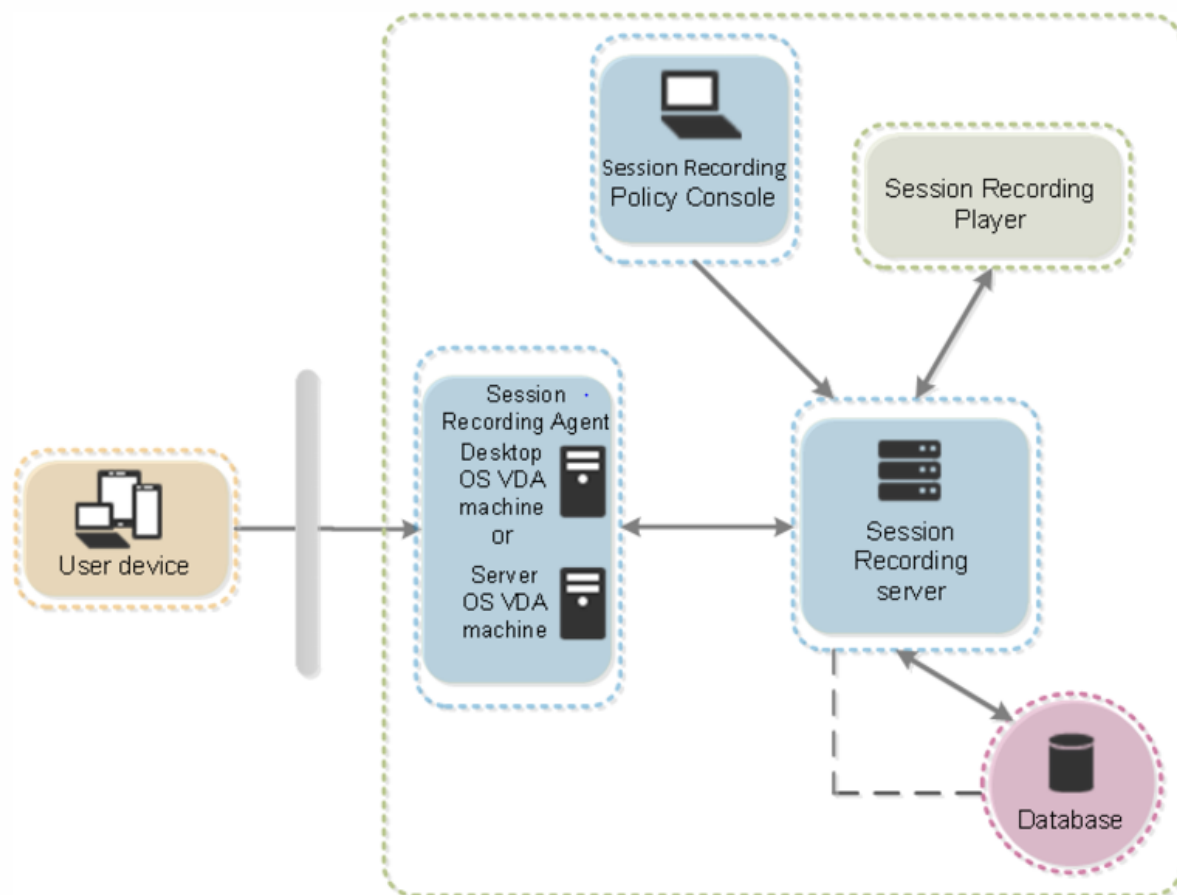 Session Recording
Policy Console
Session Recording
Player
Session
Recording Agent
Desktop
OS VDA
machine
or
Server
OS VDA
machine
User device
Session
Recording
server
Database